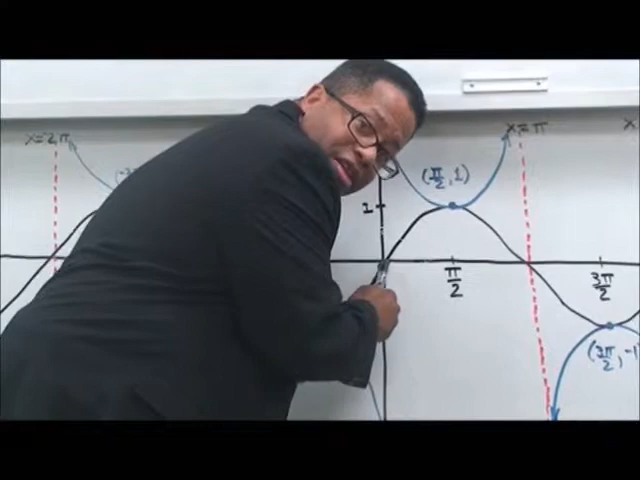 x=-2π
x=π
(π/2, 1)
1
π/2
3π/2
(3π/2, -1)